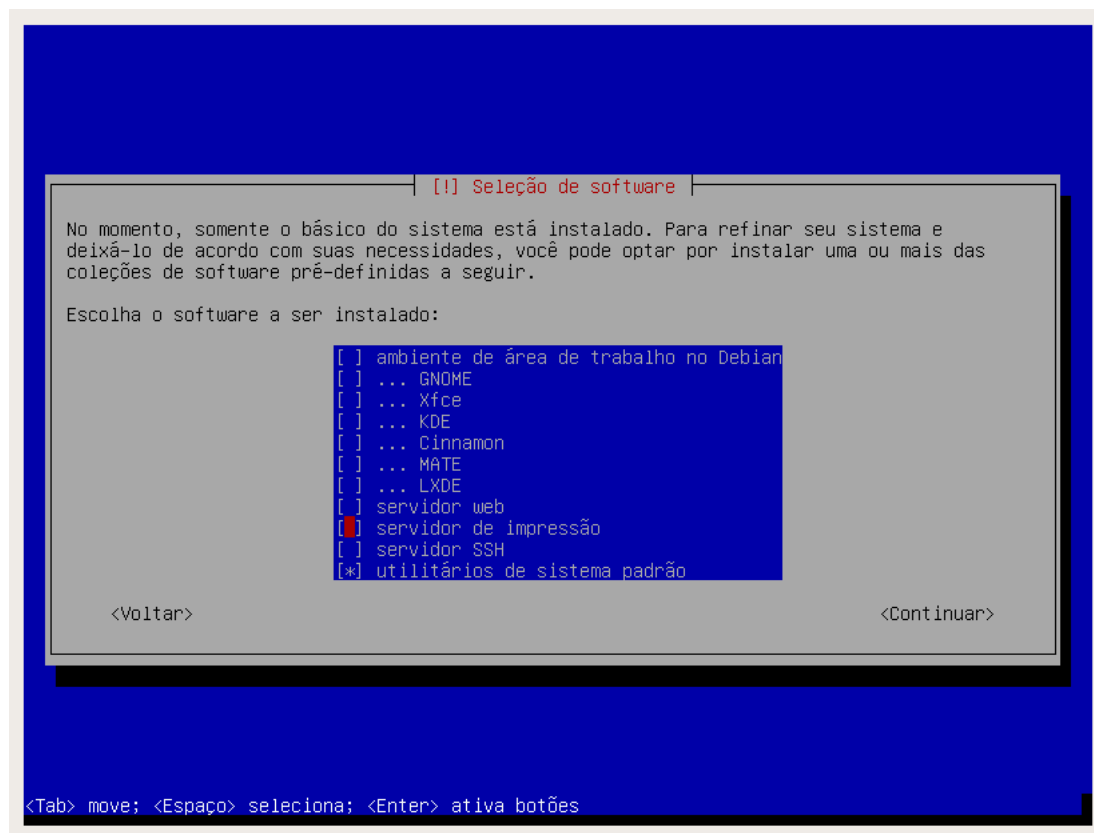 [!] Seleção de software
No momento, somente o básico do sistema está instalado. Para refinar seu sistema e
deixá-lo de acordo com suas necessidades, você pode optar por instalar uma ou mais das
coleções de software pré-definidas a seguir.
Escolha o software a ser instalado:
[ ] ambiente de área de trabalho no Debian
[ ] ... GNOME
[ ] ... Xfce
[ ] ... KDE
[ ] ... Cinnamon
[ ] ... MATE
[ ] ... LXDE
[ ] servidor web
[ ] servidor de impressão
[ ] servidor SSH
[*] utilitários de sistema padrão
<Voltar> <Continuar>
<Tab> move; <Espaço> seleciona; <Enter> ativa botões